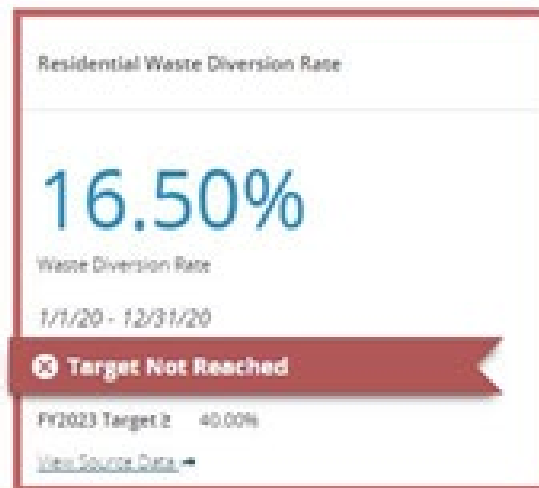 Residential Waste Diversion Rate
16.50%
Waste Diversion Rate
1/1/20 - 12/31/20
Target Not Reached
FY2023 Target ≥ 40.00%
View Source Data